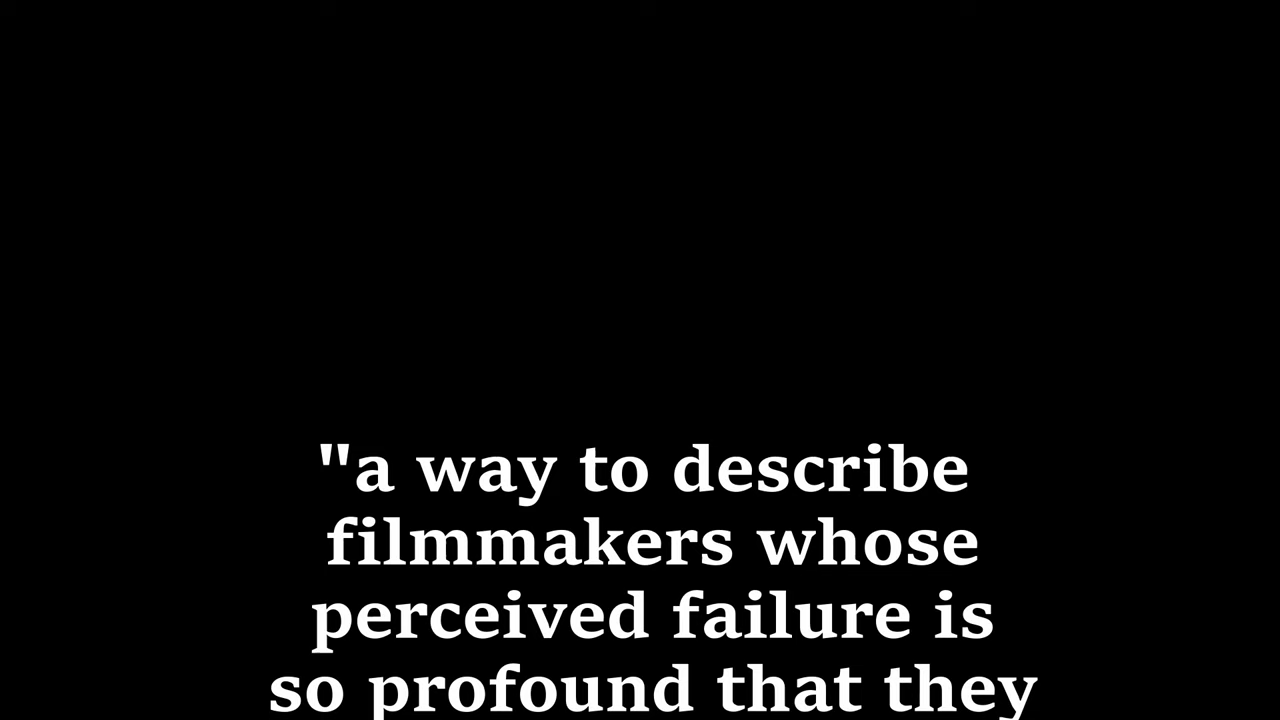 "a way to describe
filmmakers whose
perceived failure is
so profound that they